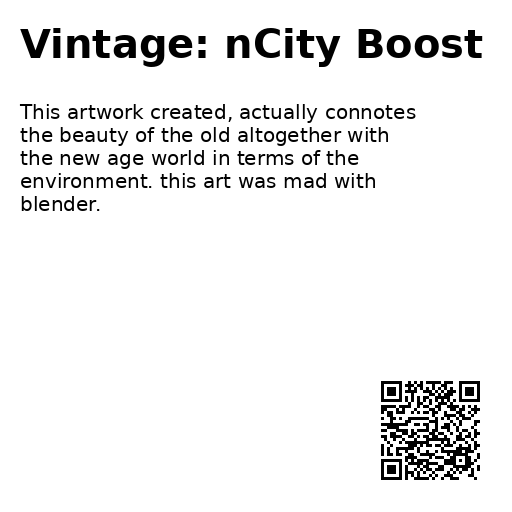 Vintage: nCity Boost
This artwork created, actually connotes
the beauty of the old altogether with
the new age world in terms of the
environment. this art was mad with
blender.